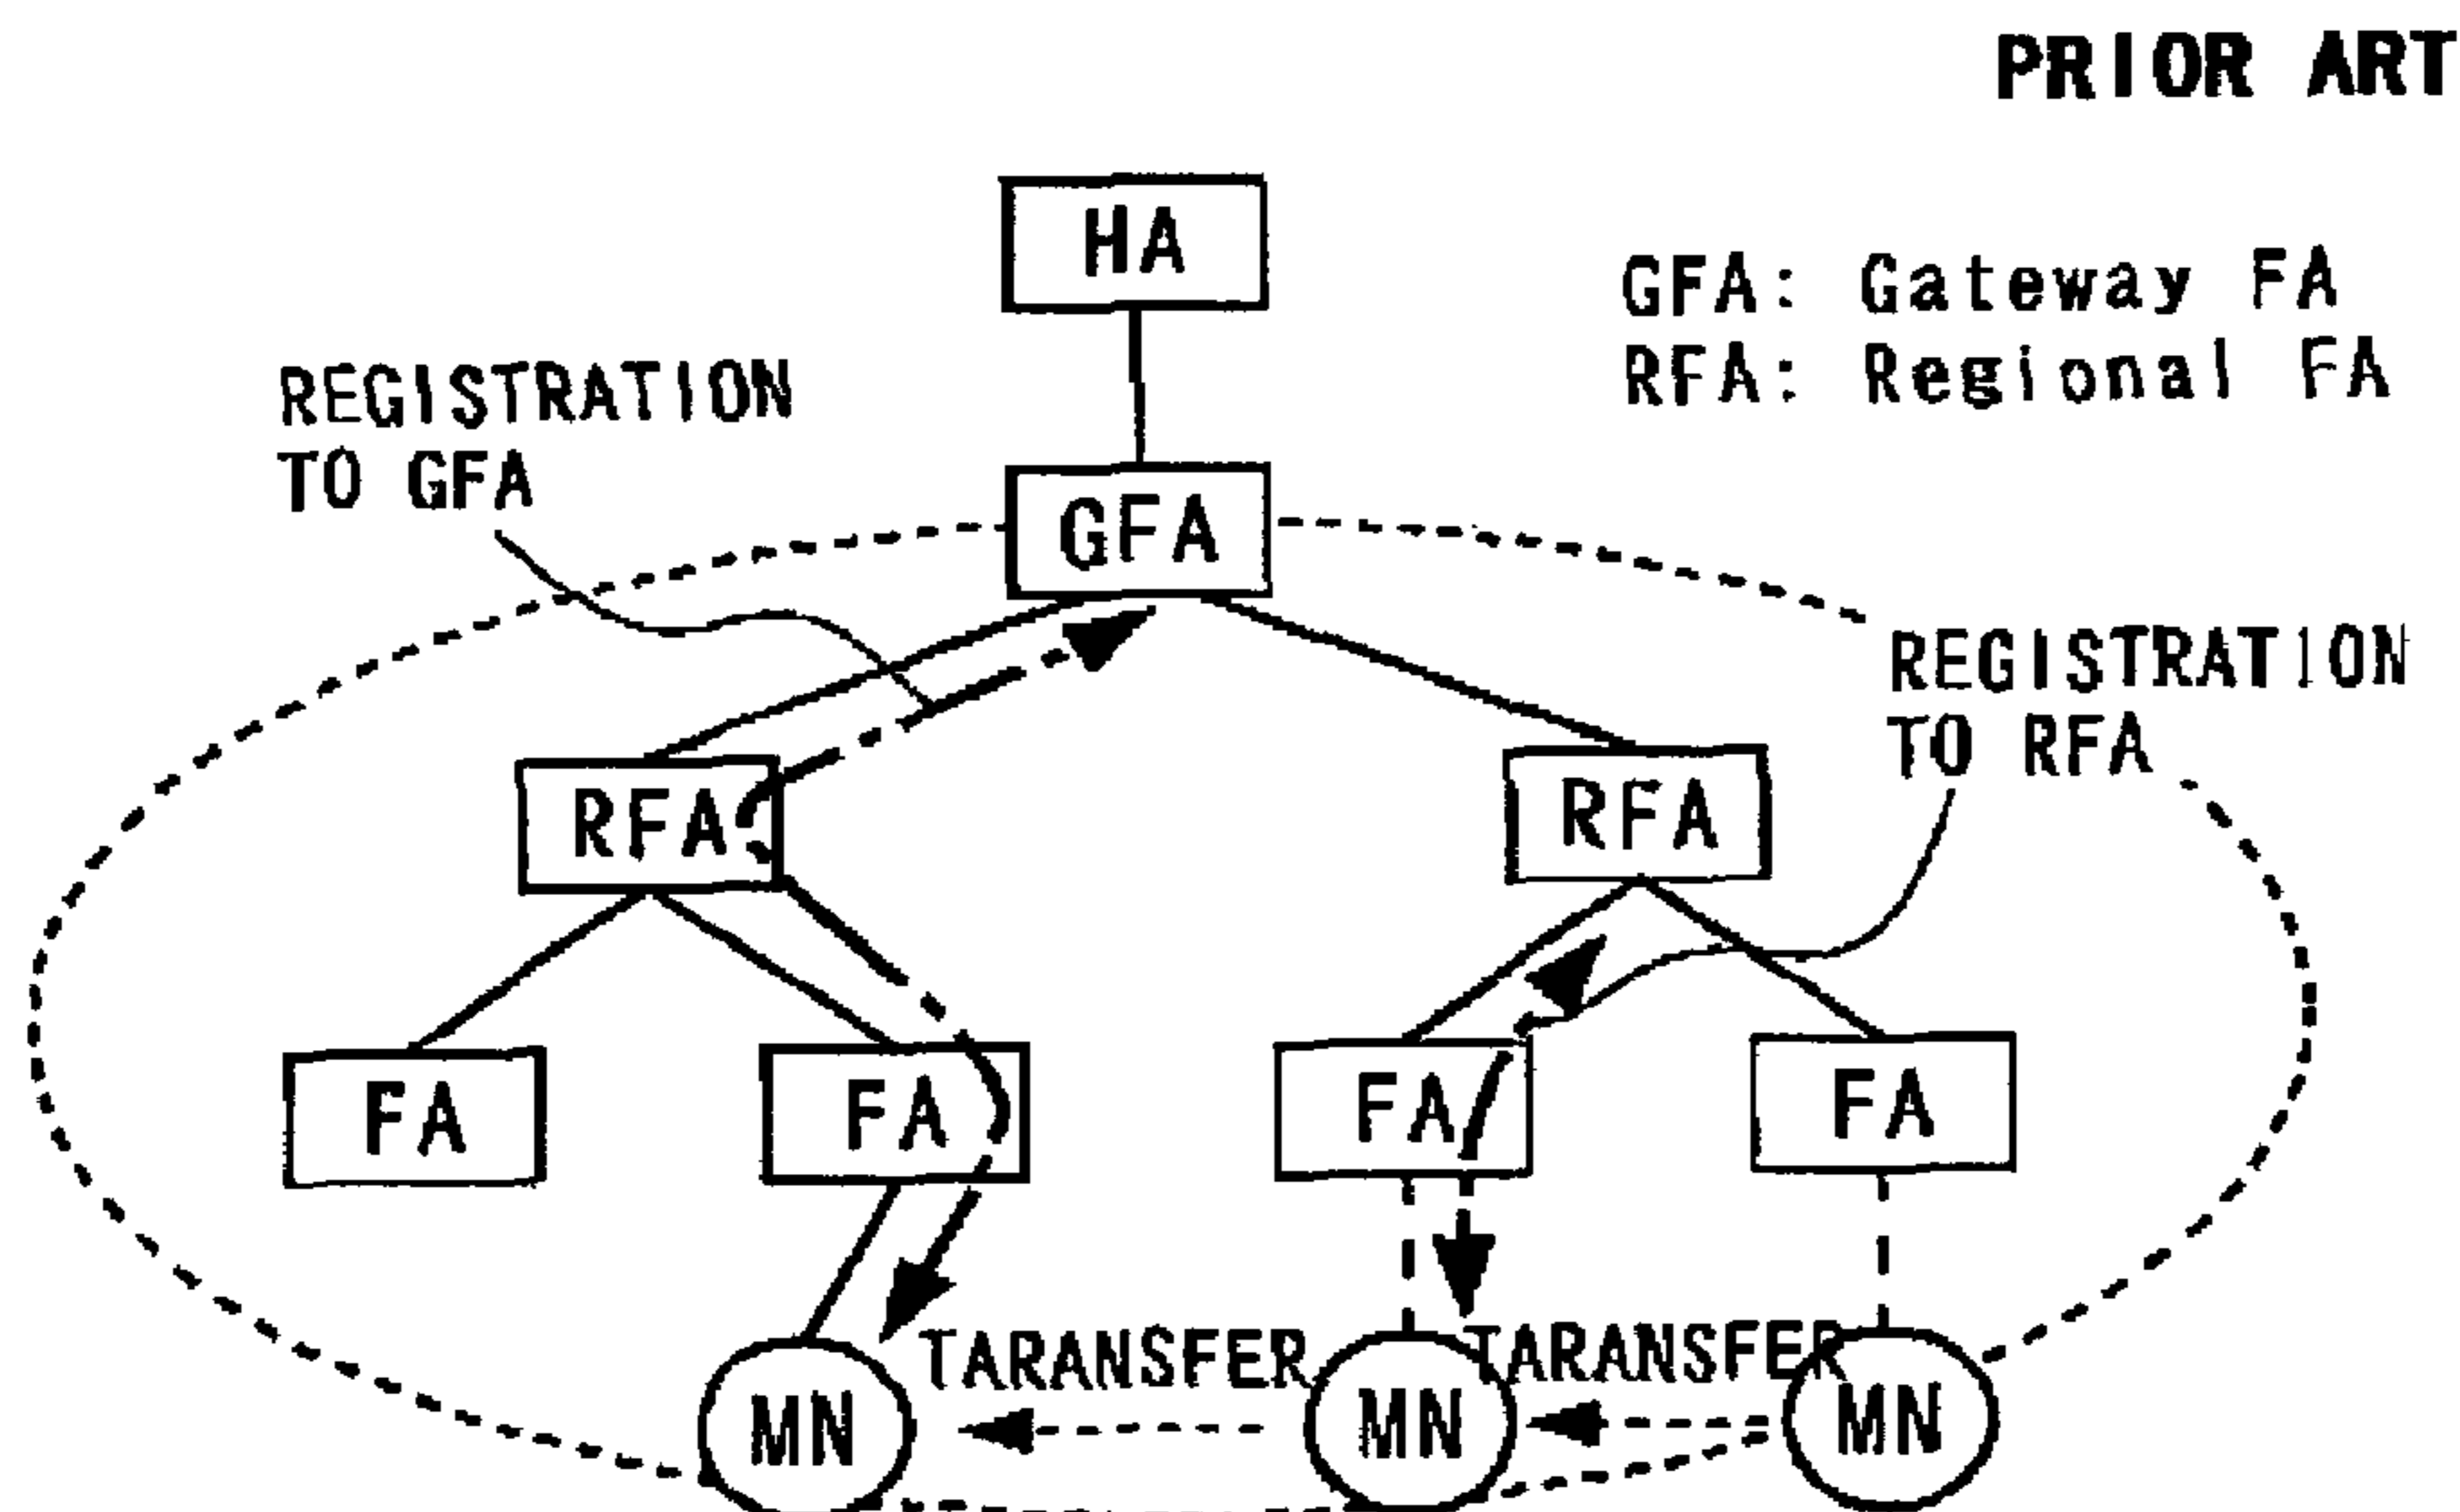 PRIOR ART
HA
GFA: Gateway FA
RFA: Regional FA
REGISTRATION
TO GFA
GFA
REGISTRATION
TO RFA
RFA
RFA
FA
FA
FA
FA
TARANSFER
TARANSFER
MN
MN
MN